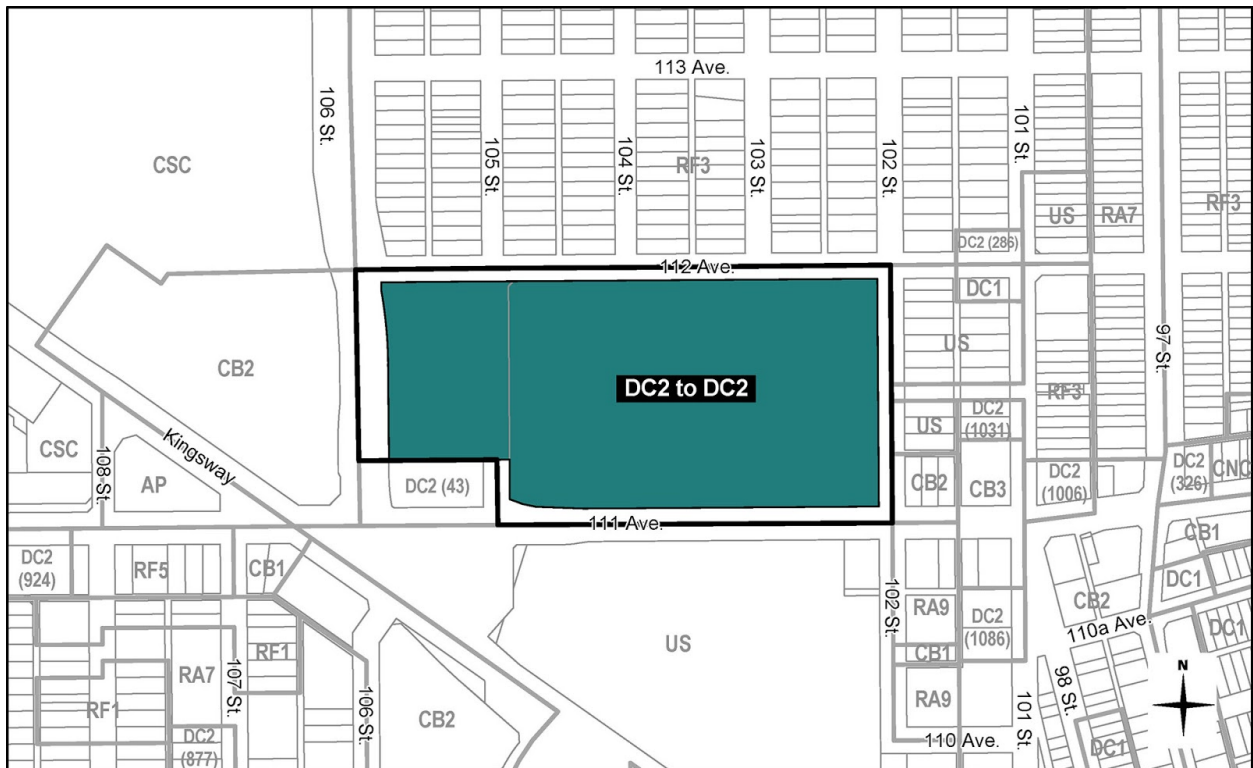 113 Ave.
106 St.
105 St.
104 St.
103 St.
102 St.
101 St.
CSC
RF3
US
RA7
RF3
DC2 (286)
112 Ave.
DC1
US
97 St.
CB2
DC2 to DC2
RF3
DC2
(1031)
US
CSC
108 St.
AP
Kingsway
DC2 (43)
CB2
CB3
DC2
(1006)
DC2
(326)
CNC
111 Ave.
CB1
DC2
(924)
RF5
CB1
DC1
CB2
RA9
DC2
(1086)
102 St.
110a Ave.
DC1
US
RF1
CB1
RA7
107 St.
106 St.
RF1
CB2
RA9
101 St.
98 St.
N
DC2
(877)
110 Ave.
DC1